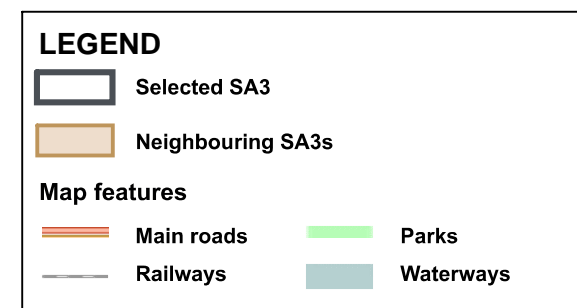 LEGEND
Selected SA3
Neighbouring SA3s
Map features
Main roads
Parks
Railways
Waterways